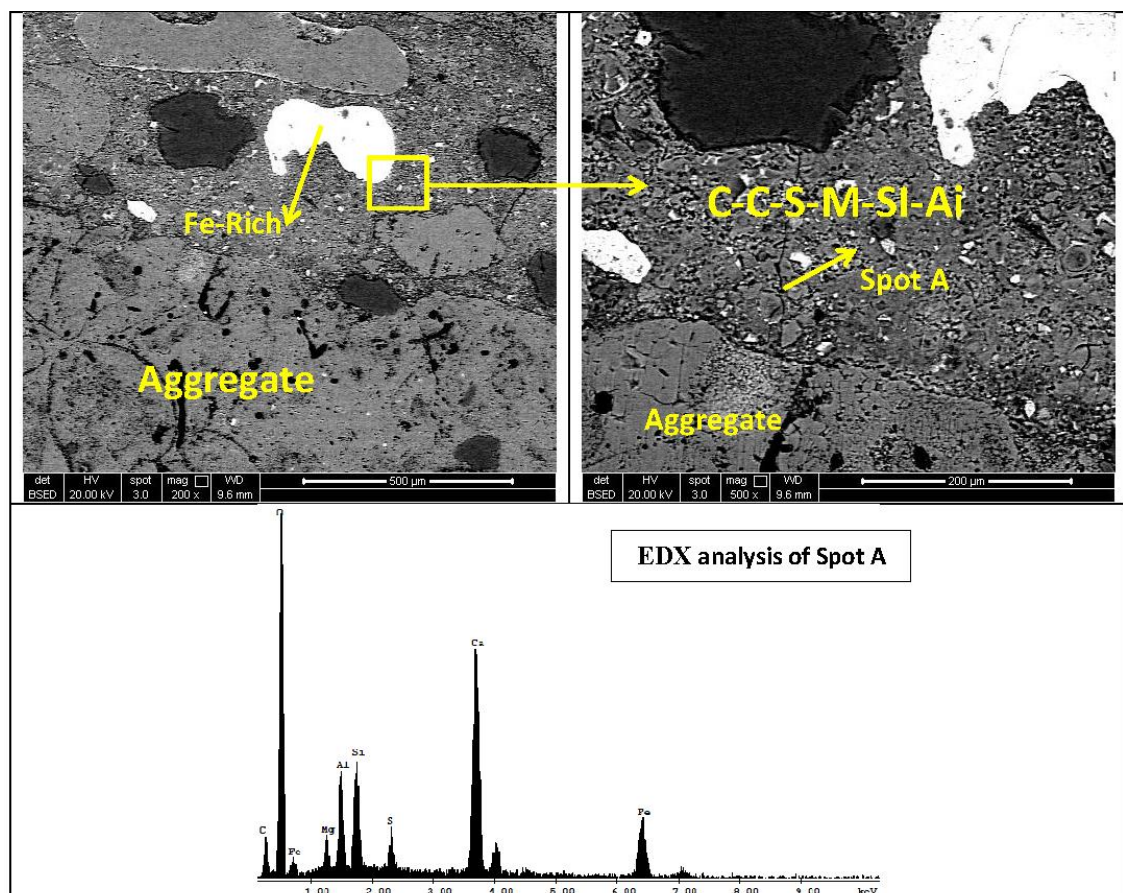 Fe-Rich
Aggregate
det HV spot mag WD
BSED 20.00 kV 3.0 200 x 9.6 mm
500 µm
C-C-S-M-SI-Ai
Spot A
Aggregate
det HV spot mag WD
BSED 20.00 kV 3.0 500 x 9.6 mm
200 µm
EDX analysis of Spot A
Ca
Si
Al
Fe
S
C
Mg
Fe
1.00 2.00 3.00 4.00 5.00 6.00 7.00 8.00 9.00 keV